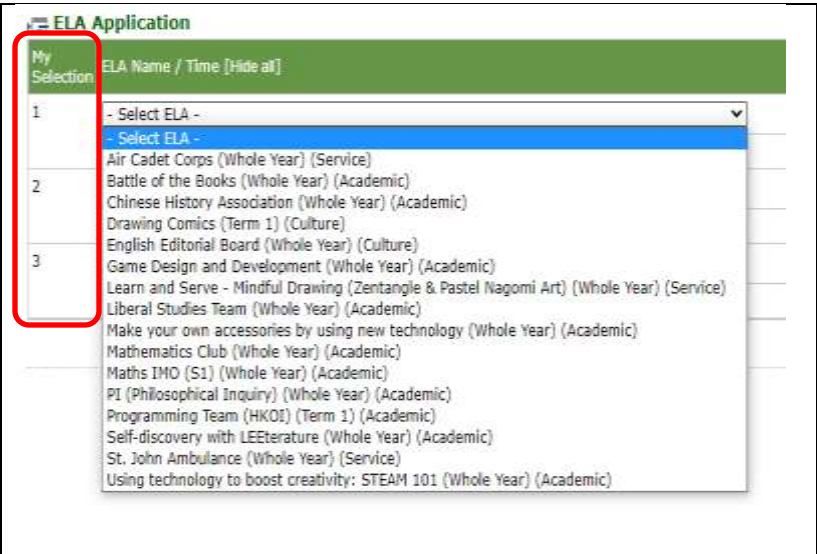 ELA Application
My Selection
ELA Name / Time [Hide all]
1
- Select ELA -
- Select ELA -
Air Cadet Corps (Whole Year) (Service)
Battle of the Books (Whole Year) (Academic)
2
Chinese History Association (Whole Year) (Academic)
Drawing Comics (Term 1) (Culture)
English Editorial Board (Whole Year) (Culture)
3
Game Design and Development (Whole Year) (Academic)
Learn and Serve - Mindful Drawing (Zentangle & Pastel Nagomi Art) (Whole Year) (Service)
Liberal Studies Team (Whole Year) (Academic)
Make your own accessories by using new technology (Whole Year) (Academic)
Mathematics Club (Whole Year) (Academic)
Maths IMO (S1) (Whole Year) (Academic)
PI (Philosophical Inquiry) (Whole Year) (Academic)
Programming Team (HKOI) (Term 1) (Academic)
Self-discovery with LEEterature (Whole Year) (Academic)
St. John Ambulance (Whole Year) (Service)
Using technology to boost creativity: STEAM 101 (Whole Year) (Academic)